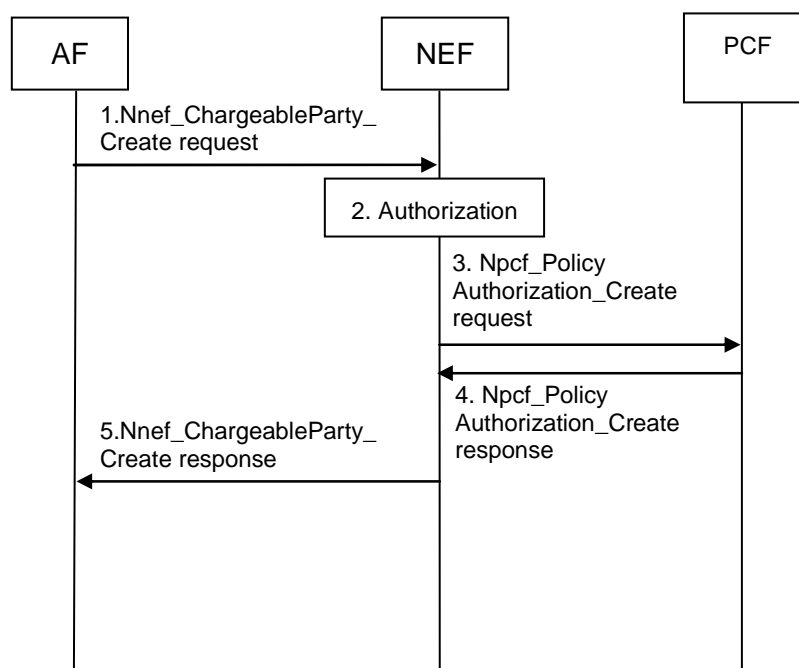 AF
NEF
PCF
1.Nnef_ChargeableParty_
Create request
2. Authorization
3. Npcf_Policy
Authorization_Create
request
4. Npcf_Policy
Authorization_Create
response
5.Nnef_ChargeableParty_
Create response